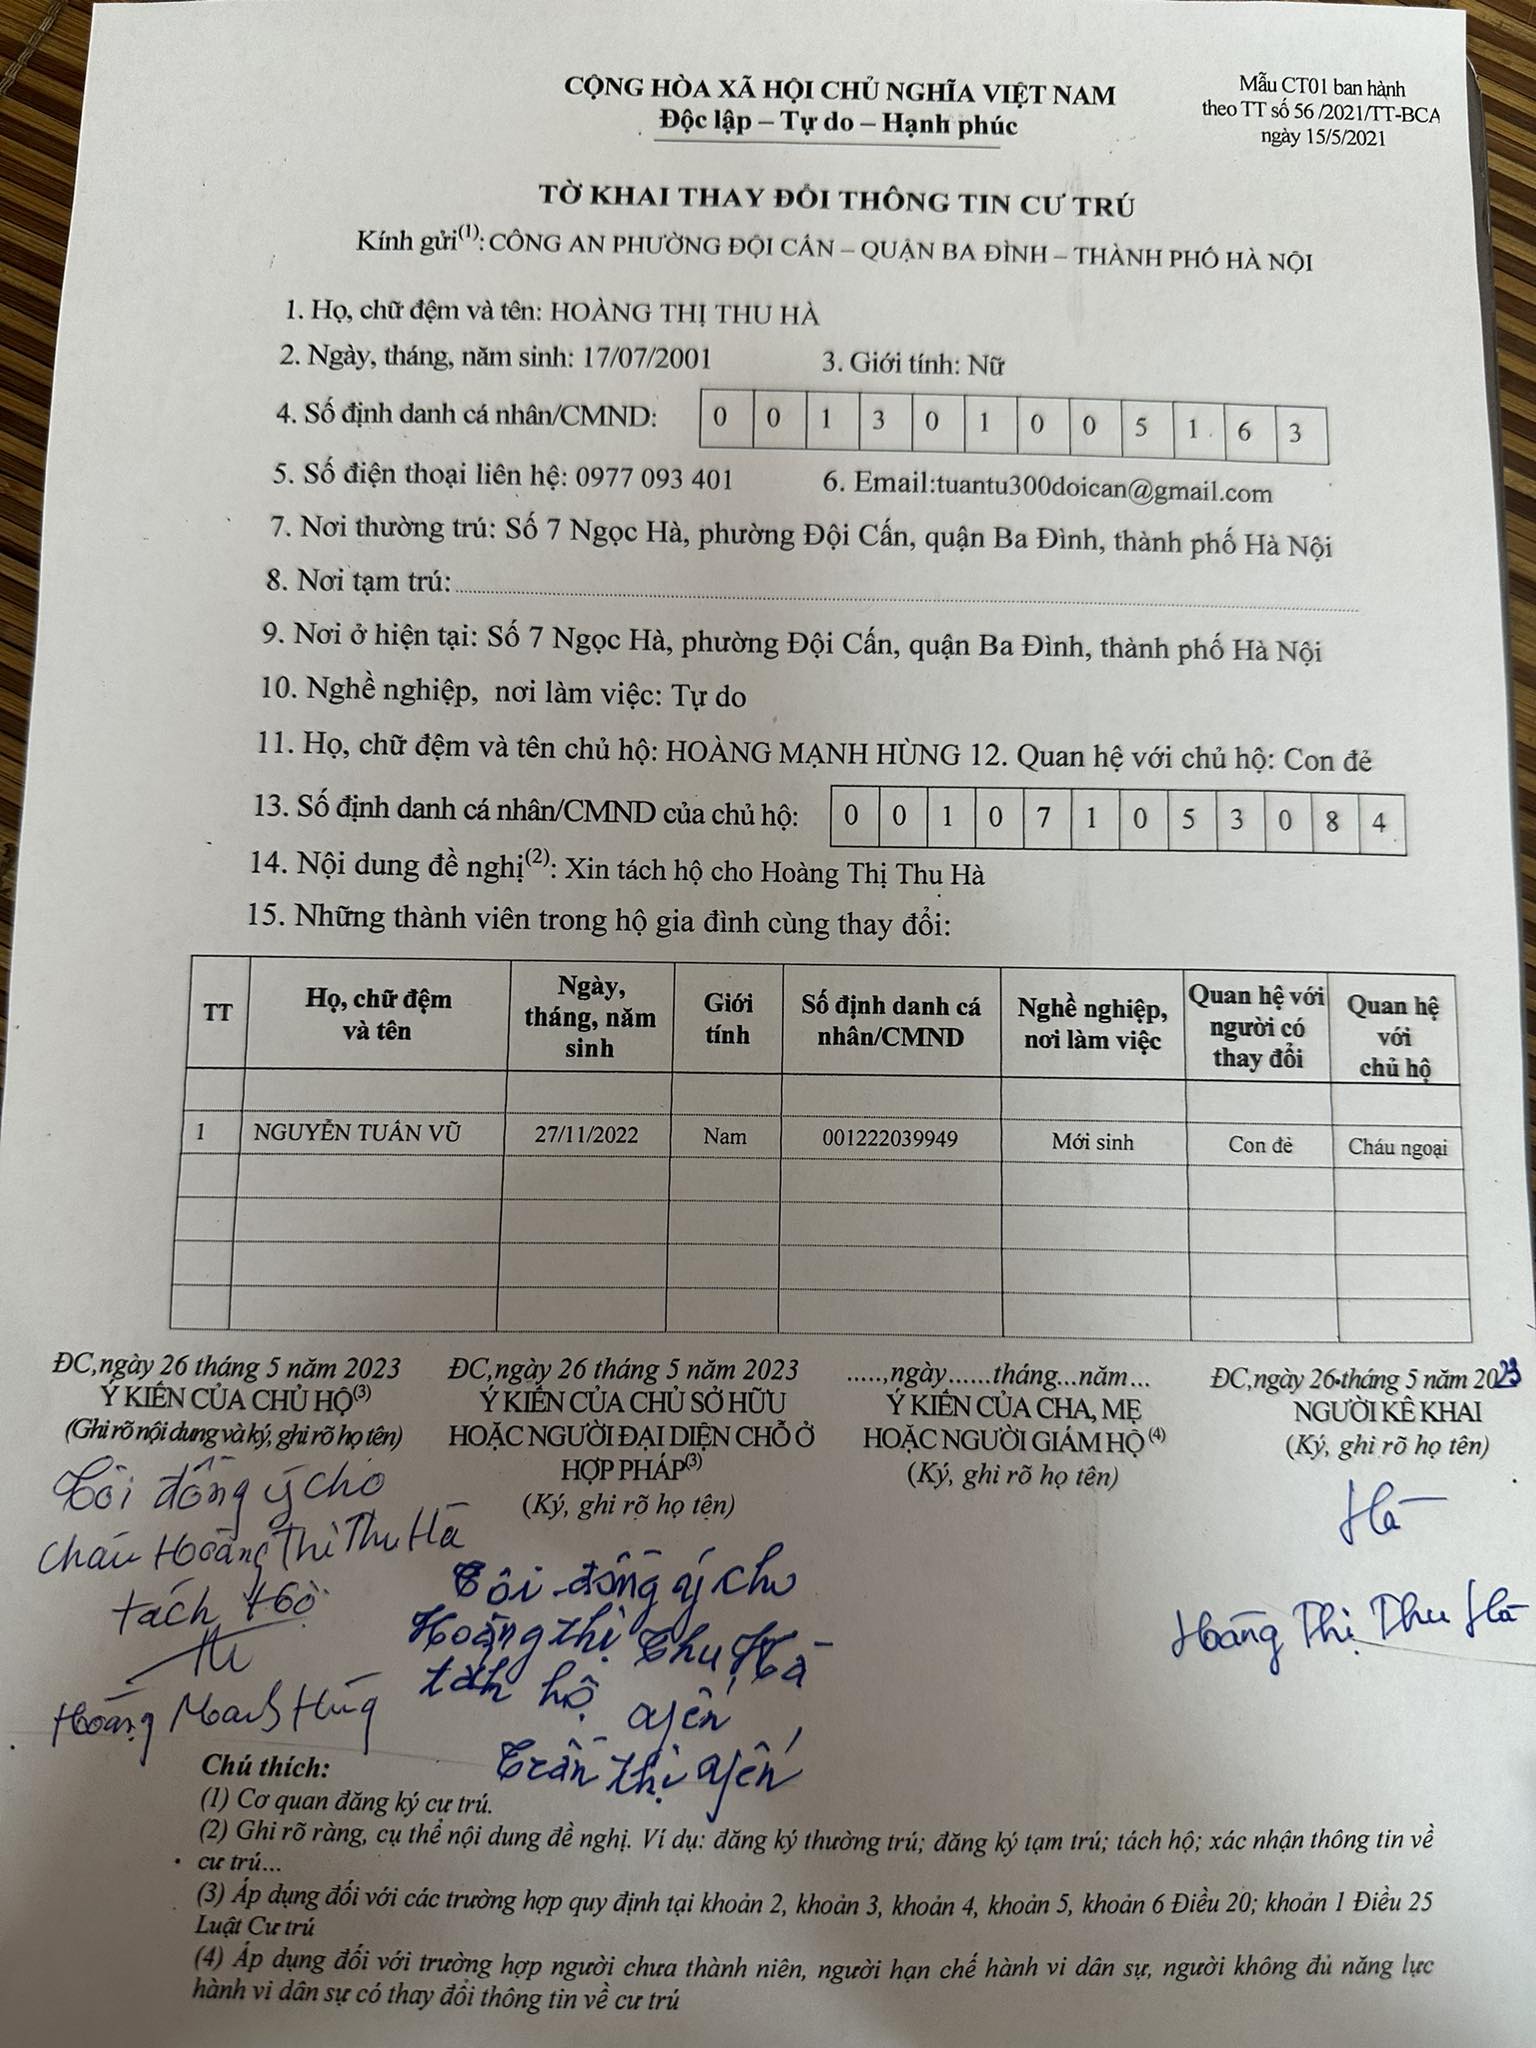 CỘNG HÒA XÃ HỘI CHỦ NGHĨA VIỆT NAM
Độc lập – Tự do – Hạnh phúc
Mẫu CT01 ban hành
theo TT số 56 /2021/TT-BCA
ngày 15/5/2021
TỜ KHAI THAY ĐỔI THÔNG TIN CƯ TRÚ
Kính gửi(1): CÔNG AN PHƯỜNG ĐỘI CẤN – QUẬN BA ĐÌNH – THÀNH PHỐ HÀ NỘI
1. Họ, chữ đệm và tên: HOÀNG THỊ THU HÀ
2. Ngày, tháng, năm sinh: 17/07/2001 3. Giới tính: Nữ
4. Số định danh cá nhân/CMND: 0 0 1 3 0 1 0 0 5 1 6 3
5. Số điện thoại liên hệ: 0977 093 401 6. Email:tuantu300doican@gmail.com
7. Nơi thường trú: Số 7 Ngọc Hà, phường Đội Cấn, quận Ba Đình, thành phố Hà Nội
8. Nơi tạm trú:
9. Nơi ở hiện tại: Số 7 Ngọc Hà, phường Đội Cấn, quận Ba Đình, thành phố Hà Nội
10. Nghề nghiệp, nơi làm việc: Tự do
11. Họ, chữ đệm và tên chủ hộ: HOÀNG MẠNH HÙNG 12. Quan hệ với chủ hộ: Con đẻ
13. Số định danh cá nhân/CMND của chủ hộ: 0 0 1 0 7 1 0 5 3 0 8 4
14. Nội dung đề nghị(2): Xin tách hộ cho Hoàng Thị Thu Hà
15. Những thành viên trong hộ gia đình cùng thay đổi:
TT
Họ, chữ đệm
và tên
Ngày,
tháng, năm
sinh
Giới
tính
Số định danh cá
nhân/CMND
Nghề nghiệp,
nơi làm việc
Quan hệ với
người có
thay đổi
Quan hệ
với
chủ hộ
1 NGUYỄN TUẤN VŨ 27/11/2022 Nam 001222039949 Mới sinh Con đẻ Cháu ngoại
ĐC,ngày 26 tháng 5 năm 2023
Ý KIẾN CỦA CHỦ HỘ(3)
(Ghi rõ nội dung và ký, ghi rõ họ tên)
Tôi đồng ý cho
cháu Hoàng Thị Thu Hà
tách hộ
Hoàng Mạnh Hùng
ĐC,ngày 26 tháng 5 năm 2023
Ý KIẾN CỦA CHỦ SỞ HỮU
HOẶC NGƯỜI ĐẠI DIỆN CHỖ Ở
HỢP PHÁP(3)
(Ký, ghi rõ họ tên)
Tôi đồng ý cho
Hoàng thị Thu Hà
tách hộ
yến
Trần thị yến
.....,ngày......tháng...năm...
Ý KIẾN CỦA CHA, MẸ
HOẶC NGƯỜI GIÁM HỘ (4)
(Ký, ghi rõ họ tên)
ĐC,ngày 26 tháng 5 năm 2023
NGƯỜI KÊ KHAI
(Ký, ghi rõ họ tên)
Hà
Hoàng Thị Thu Hà
Chú thích:
(1) Cơ quan đăng ký cư trú.
(2) Ghi rõ ràng, cụ thể nội dung đề nghị. Ví dụ: đăng ký thường trú; đăng ký tạm trú; tách hộ; xác nhận thông tin về
cư trú...
(3) Áp dụng đối với các trường hợp quy định tại khoản 2, khoản 3, khoản 4, khoản 5, khoản 6 Điều 20; khoản 1 Điều 25
Luật Cư trú
(4) Áp dụng đối với trường hợp người chưa thành niên, người hạn chế hành vi dân sự, người không đủ năng lực
hành vi dân sự có thay đổi thông tin về cư trú